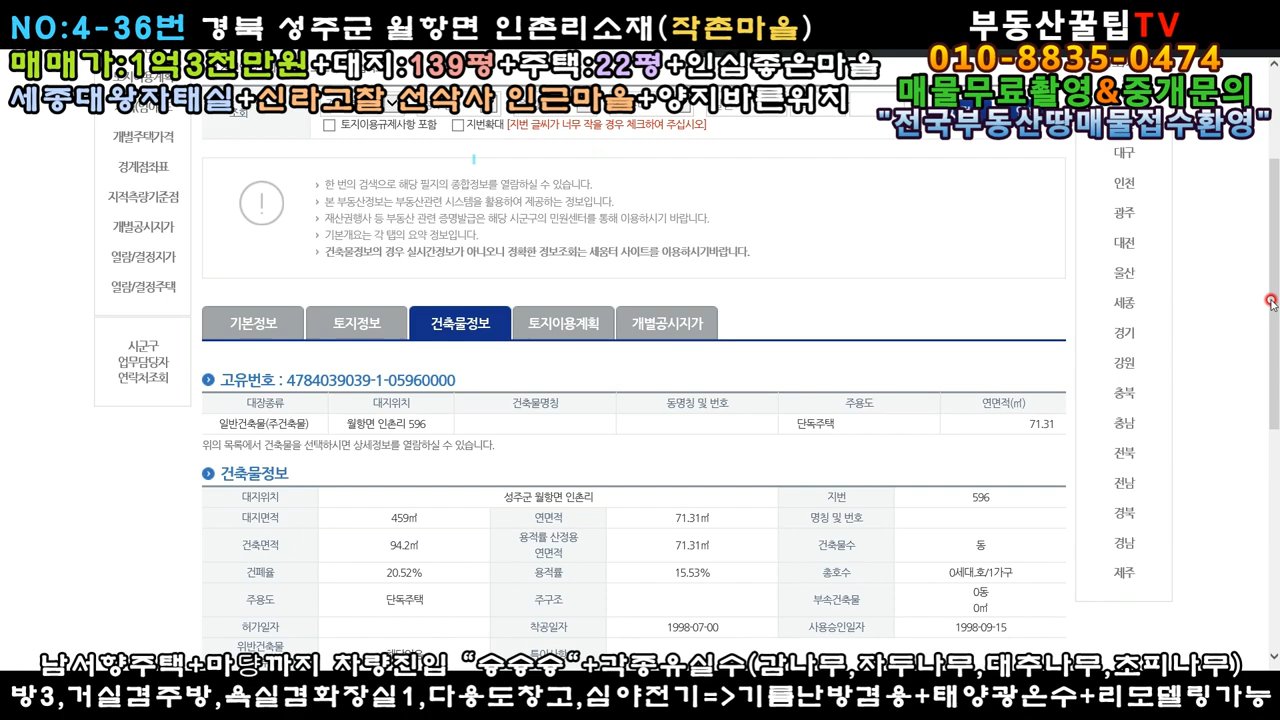 NO:4-36번 경북 성주군 월항면 인촌리소재(작촌마을)
부동산꿀팁TV
매매가:1억3천만원+대지:139평+주택:22평+인심좋은마을
010-8835-0474
세종대왕자태실+신라고찰 선삭사 인근마을+양지바른위치
매물무료촬영&중개문의
"전국부동산땅매물접수환영"
토지이용규제사항 포함 지번확대 [지번 글씨가 너무 작을 경우 체크하여 주십시오]
개별주택가격
경계점좌표
지적측량기준점
개별공시지가
열람/결정지가
열람/결정주택
시군구
업무담당자
연락처조회
한 번의 검색으로 해당 필지의 종합정보를 열람하실 수 있습니다.
본 부동산정보는 부동산관련 시스템을 활용하여 제공하는 정보입니다.
재산권행사 등 부동산 관련 증명발급은 해당 시군구의 민원센터를 통해 이용하시기 바랍니다.
기본개요는 각 탭의 요약 정보입니다.
건축물정보의 경우 실시간정보가 아니오니 정확한 정보조회는 세움터 사이트를 이용하시기바랍니다.
기본정보 토지정보 건축물정보 토지이용계획 개별공시지가
고유번호 : 4784039039-1-05960000
대장종류 대지위치 건축물명칭 동명칭 및 번호 주용도 연면적(㎡)
일반건축물(주건축물) 월항면 인촌리 596 단독주택 71.31
위의 목록에서 건축물을 선택하시면 상세정보를 열람하실 수 있습니다.
건축물정보
대지위치 성주군 월항면 인촌리 지번 596
대지면적 459㎡ 연면적 71.31㎡ 명칭 및 번호
건축면적 94.2㎡ 용적률 산정용 연면적 71.31㎡ 건축물수 동
건폐율 20.52% 용적률 15.53% 총호수 0세대.호/1가구
주용도 단독주택 주구조 부속건축물 0동 0㎡
허가일자 착공일자 1998-07-00 사용승인일자 1998-09-15
위반건축물
대구
인천
광주
대전
울산
세종
경기
강원
충북
충남
전북
전남
경북
경남
제주
남서향주택+마당까지 차량진입 "슝슝슝"+각종유실수(감나무,자두나무,대추나무,초피나무)
방3,거실겸주방,욕실겸화장실1,다용도창고,심야전기=>기름난방겸용+태양광온수+리모델링가능